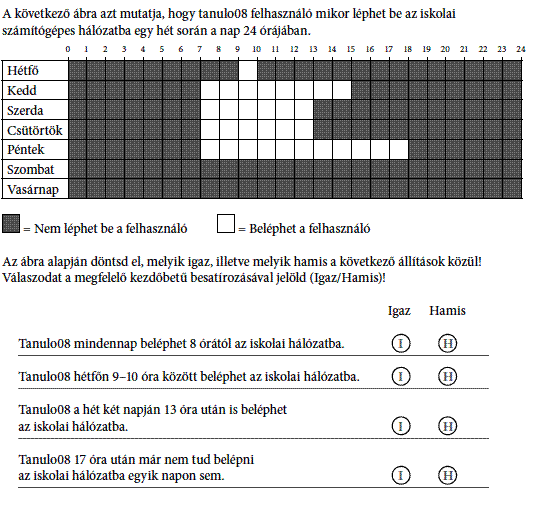 A következő ábra azt mutatja, hogy tanulo08 felhasználó mikor léphet be az iskolai
számítógépes hálózatba egy hét során a nap 24 órájában.
0 1 2 3 4 5 6 7 8 9 10 11 12 13 14 15 16 17 18 19 20 21 22 23 24
Hétfő
Kedd
Szerda
Csütörtök
Péntek
Szombat
Vasárnap
= Nem léphet be a felhasználó = Beléphet a felhasználó
Az ábra alapján döntsd el, melyik igaz, illetve melyik hamis a következő állítások közül!
Válaszodat a megfelelő kezdőbetű besatírozásával jelöld (Igaz/Hamis)!
Igaz Hamis
Tanulo08 mindennap beléphet 8 órától az iskolai hálózatba. I H
Tanulo08 hétfőn 9–10 óra között beléphet az iskolai hálózatba. I H
Tanulo08 a hét két napján 13 óra után is beléphet
az iskolai hálózatba. I H
Tanulo08 17 óra után már nem tud belépni
az iskolai hálózatba egyik napon sem. I H